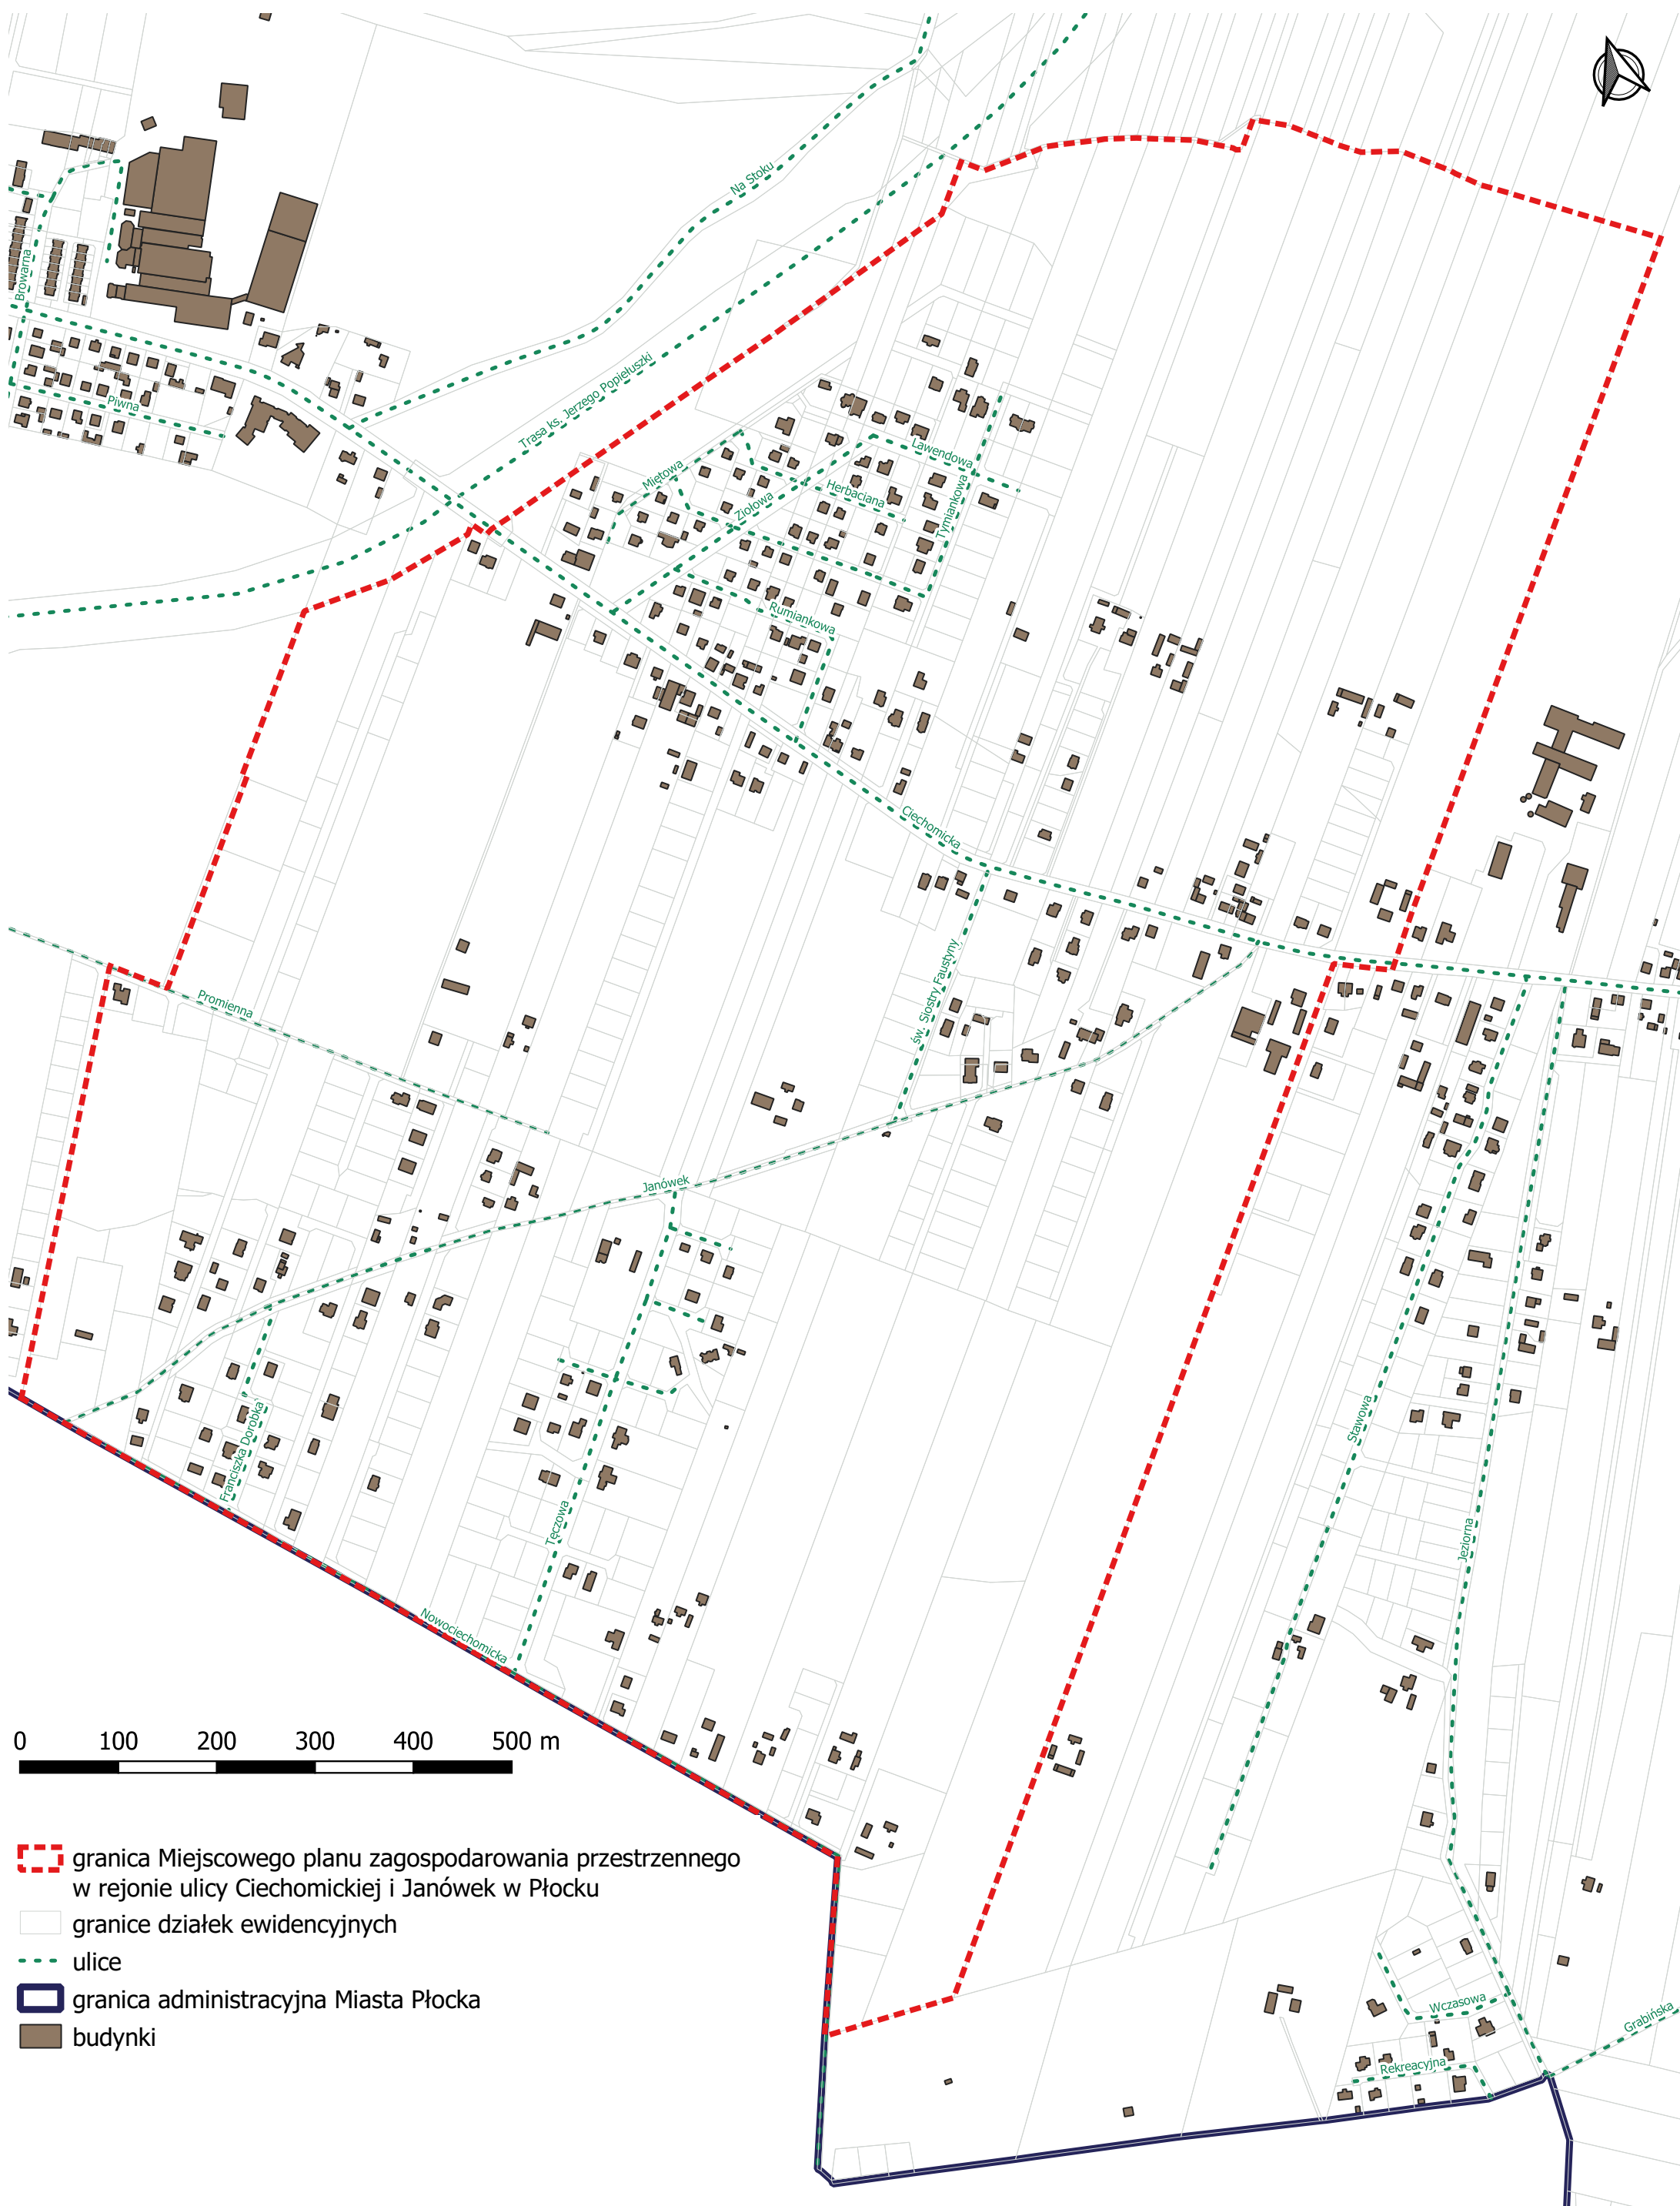 Na Stoku
Browarna
Trasa ks. Jerzego Popiełuszki
Piwna
Lawendowa
Miętowa
Herbaciana
Ziołowa
Tymiankowa
Rumiankowa
Ciechomicka
św. Siostry Faustyny
Promienna
Janówek
Franciszka Dorobka
Stawowa
Tęczowa
Jeziorna
Nowociechomicka
0 100 200 300 400 500 m
granica Miejscowego planu zagospodarowania przestrzennego
w rejonie ulicy Ciechomickiej i Janówek w Płocku
granice działek ewidencyjnych
ulice
granica administracyjna Miasta Płocka
budynki
Wczasowa
Grabińska
Rekreacyjna